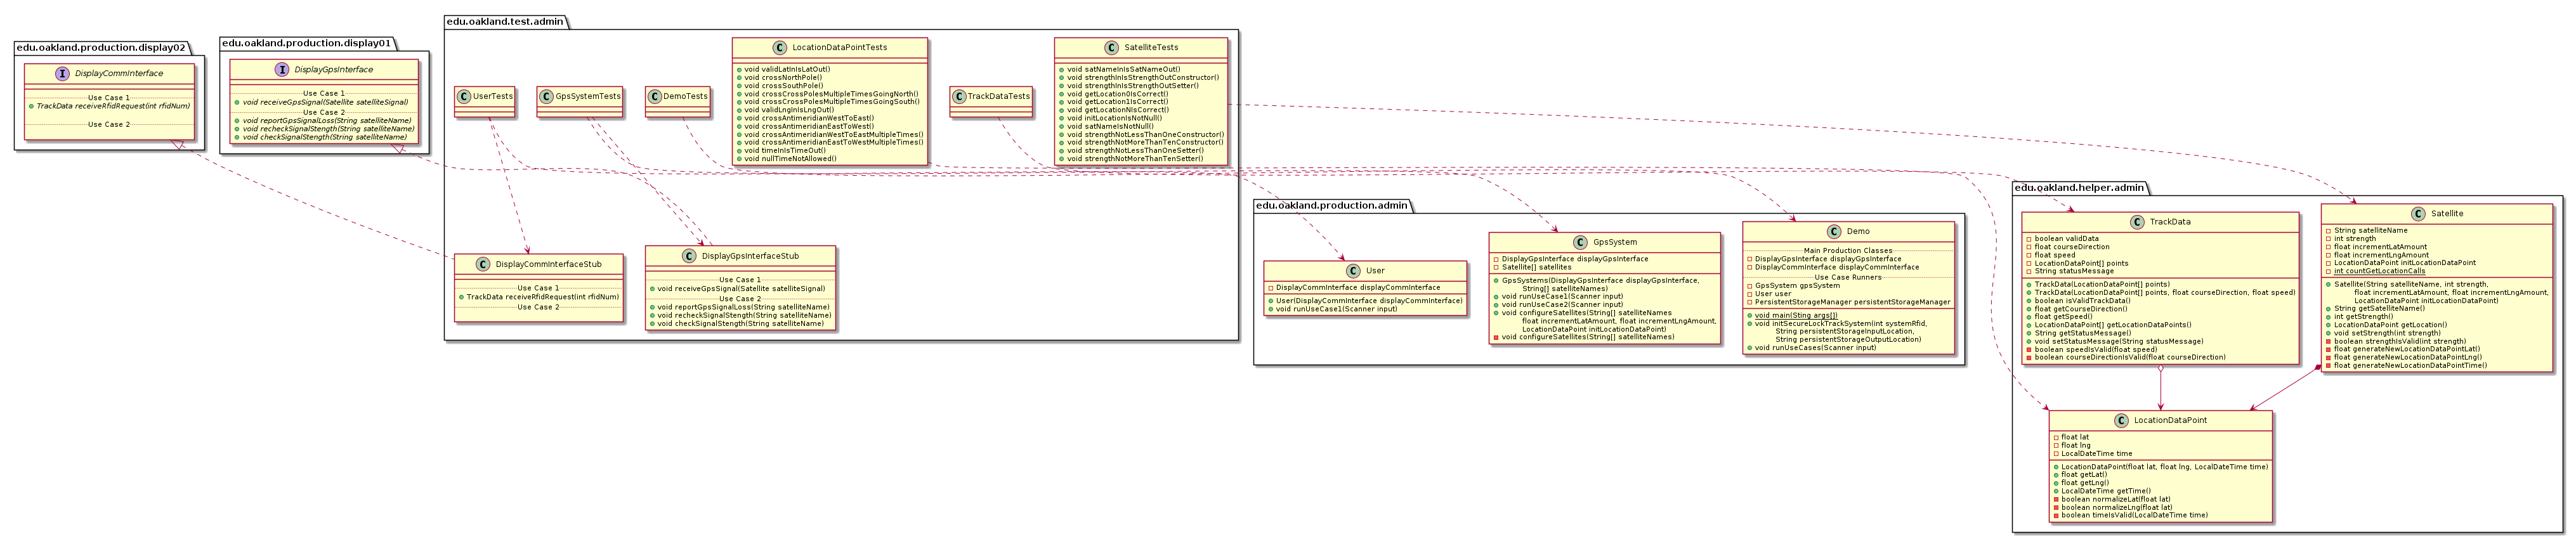 edu.oakland.production.display02
I DisplayCommInterface
Use Case 1
TrackData receiveRfidRequest(int rfidNum)
Use Case 2
edu.oakland.production.display01
I DisplayGpsInterface
Use Case 1
void receiveGpsSignal(Satellite satelliteSignal)
Use Case 2
void reportGpsSignalLoss(String satelliteName)
void recheckSignalStength(String satelliteName)
void checkSignalStength(String satelliteName)
edu.oakland.test.admin
C UserTests
C GpsSystemTests
C DemoTests
C LocationDataPointTests
void validLatInIsLatOut()
void crossNorthPole()
void crossSouthPole()
void crossCrossPolesMultipleTimesGoingNorth()
void crossCrossPolesMultipleTimesGoingSouth()
void validLngInIsLngOut()
void crossAntimeridianWestToEast()
void crossAntimeridianEastToWest()
void crossAntimeridianWestToEastMultipleTimes()
void crossAntimeridianEastToWestMultipleTimes()
void timeInIsTimeOut()
void nullTimeNotAllowed()
C TrackDataTests
C SatelliteTests
void satNameInIsSatNameOut()
void strengthInIsStrengthOutConstructor()
void strengthInIsStrengthOutSetter()
void getLocation0IsCorrect()
void getLocation1IsCorrect()
void getLocationNIsCorrect()
void initLocationIsNotNull()
void satNameIsNotNull()
void strengthNotLessThanOneConstructor()
void strengthNotMoreThanTenConstructor()
void strengthNotLessThanOneSetter()
void strengthNotMoreThanTenSetter()
C DisplayCommInterfaceStub
Use Case 1
TrackData receiveRfidRequest(int rfidNum)
Use Case 2
C DisplayGpsInterfaceStub
Use Case 1
void receiveGpsSignal(Satellite satelliteSignal)
Use Case 2
void reportGpsSignalLoss(String satelliteName)
void recheckSignalStength(String satelliteName)
void checkSignalStength(String satelliteName)
edu.oakland.production.admin
C User
DisplayCommInterface displayCommInterface
User(DisplayCommInterface displayCommInterface)
void runUseCase1(Scanner input)
C GpsSystem
DisplayGpsInterface displayGpsInterface
Satellite[] satellites
GpsSystems(DisplayGpsInterface displayGpsInterface,
String[] satelliteNames)
void runUseCase1(Scanner input)
void runUseCase2(Scanner input)
void configureSatellites(String[] satelliteNames
float incrementLatAmount, float incrementLngAmount,
LocationDataPoint initLocationDataPoint)
void configureSatellites(String[] satelliteNames)
C Demo
Main Production Classes
DisplayGpsInterface displayGpsInterface
DisplayCommInterface displayCommInterface
Use Case Runners
GpsSystem gpsSystem
User user
PersistentStorageManager persistentStorageManager
void main(Sting args[])
void initSecureLockTrackSystem(int systemRfid,
String persistentStorageInputLocation,
String persistentStorageOutputLocation)
void runUseCases(Scanner input)
edu.oakland.helper.admin
C TrackData
boolean validData
float courseDirection
float speed
LocationDataPoint[] points
String statusMessage
TrackData(LocationDataPoint[] points)
TrackData(LocationDataPoint[] points, float courseDirection, float speed)
boolean isValidTrackData()
float getCourseDirection()
float getSpeed()
LocationDataPoint[] getLocationDataPoints()
String getStatusMessage()
void setStatusMessage(String statusMessage)
boolean speedIsValid(float speed)
boolean courseDirectionIsValid(float courseDirection)
C Satellite
String satelliteName
int strength
float incrementLatAmount
float incrementLngAmount
LocationDataPoint initLocationDataPoint
int countGetLocationCalls
Satellite(String satelliteName, int strength,
float incrementLatAmount, float incrementLngAmount,
LocationDataPoint initLocationDataPoint)
String getSatelliteName()
int getStrength()
LocationDataPoint getLocation()
void setStrength(int strength)
boolean strengthIsValid(int strength)
float generateNewLocationDataPointLat()
float generateNewLocationDataPointLng()
float generateNewLocationDataPointTime()
C LocationDataPoint
float lat
float lng
LocalDateTime time
LocationDataPoint(float lat, float lng, LocalDateTime time)
float getLat()
float getLng()
LocalDateTime getTime()
boolean normalizeLat(float lat)
boolean normalizeLng(float lat)
boolean timeIsValid(LocalDateTime time)